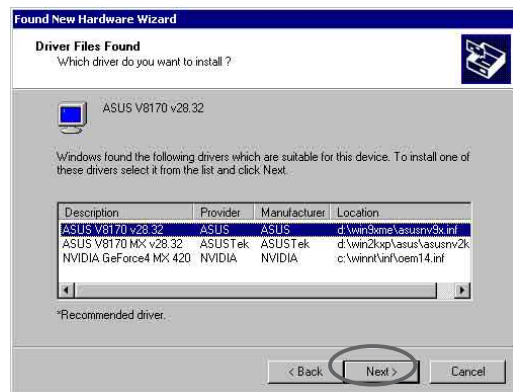 Found New Hardware Wizard
Driver Files Found
Which driver do you want to install ?
ASUS V8170 v28.32
Windows found the following drivers which are suitable for this device. To install one of
these drivers select it from the list and click Next.
Description Provider Manufacturer Location
ASUS V8170 v28.32 ASUS ASUS d:\win9xme\asusnv9x.inf
ASUS V8170 MX v28.32 ASUSTek ASUSTek d:\win2kxp\asus\asusnv2k
NVIDIA GeForce4 MX 420 NVIDIA NVIDIA c:\winnt\inf\oem14.inf
*Recommended driver.
< Back Next > Cancel